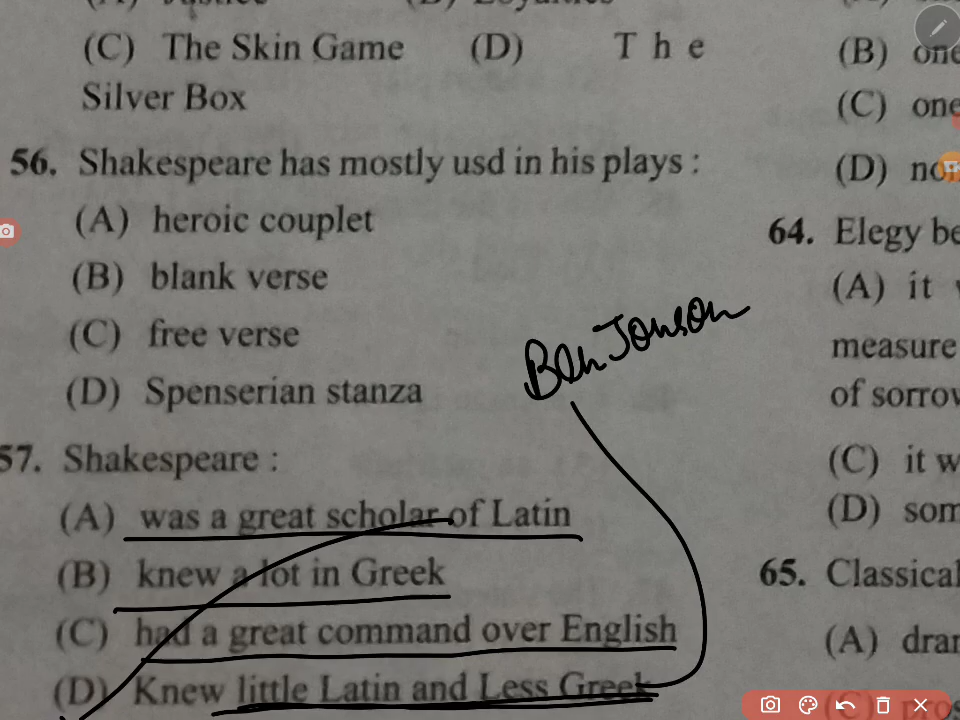 (C) The Skin Game (D) The
Silver Box
56. Shakespeare has mostly usd in his plays :
(A) heroic couplet
(B) blank verse
(C) free verse
(D) Spenserian stanza
Ben Jonson
57. Shakespeare :
(A) was a great scholar of Latin
(B) knew a lot in Greek
(C) had a great command over English
(D) Knew little Latin and Less Greek
(B) one
(C) one
(D)
64. Elegy be
(A) it
measure
of sorrow
(C) it w
(D) som
65. Classical
(A) dran